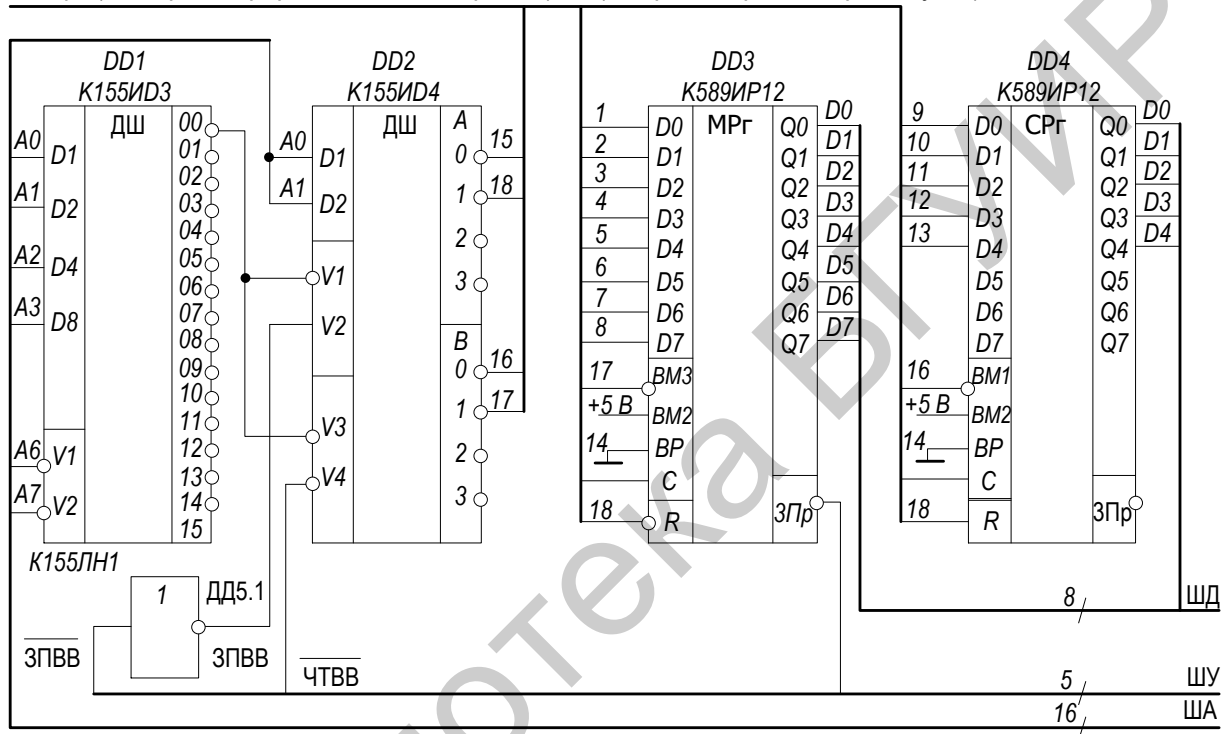 DD1
К155ИD3
ДШ
A0
A1
A2
A3
A6
A7
D1
D2
D4
D8
V1
V2
00
01
02
03
04
05
06
07
08
09
10
11
12
13
14
15
К155ЛН1
1
ДД5.1
ЗПВВ
ЗПВВ
DD2
К155ИD4
ДШ
A0
A1
D1
D2
V1
V2
V3
V4
A
0
1
2
3
B
0
1
2
3
15
18
16
17
ЧТВВ
DD3
К589ИР12
МРг
1
2
3
4
5
6
7
8
17
+5 В
14
18
D0
D1
D2
D3
D4
D5
D6
D7
ВМ3
ВМ2
ВР
C
R
Q0
Q1
Q2
Q3
Q4
Q5
Q6
Q7
ЗПр
D0
D1
D2
D3
D4
D5
D6
D7
DD4
К589ИР12
СРг
9
10
11
12
13
16
+5 В
14
18
D0
D1
D2
D3
D4
D5
D6
D7
ВМ1
ВМ2
ВР
C
R
Q0
Q1
Q2
Q3
Q4
Q5
Q6
Q7
ЗПр
D0
D1
D2
D3
D4
8
ШД
5
ШУ
16
ША